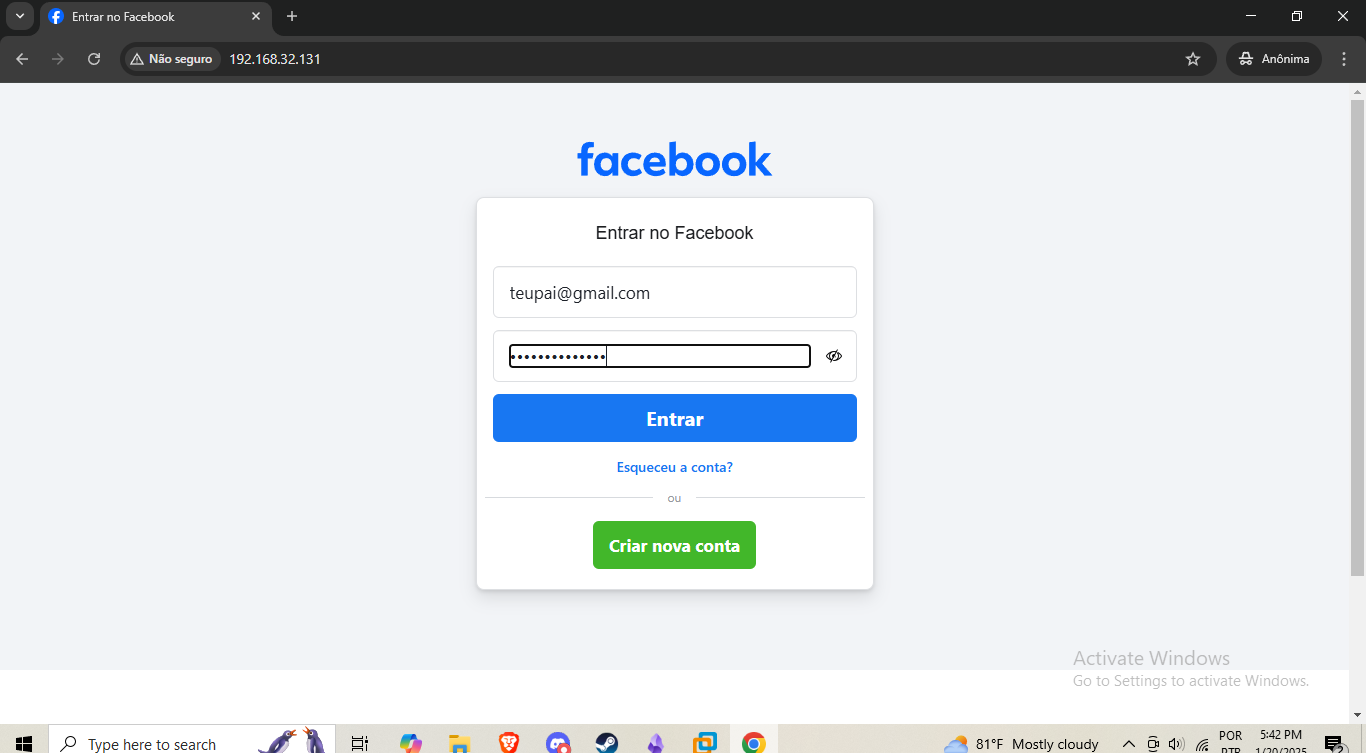 Entrar no Facebook
Não seguro 192.168.32.131 Anônima
facebook
Entrar no Facebook
teupai@gmail.com
••••••••••••••
Entrar
Esqueceu a conta?
ou
Criar nova conta
Activate Windows
Go to Settings to activate Windows.
Type here to search
81°F Mostly cloudy
POR
PTB
5:42 PM
1/20/2025
2